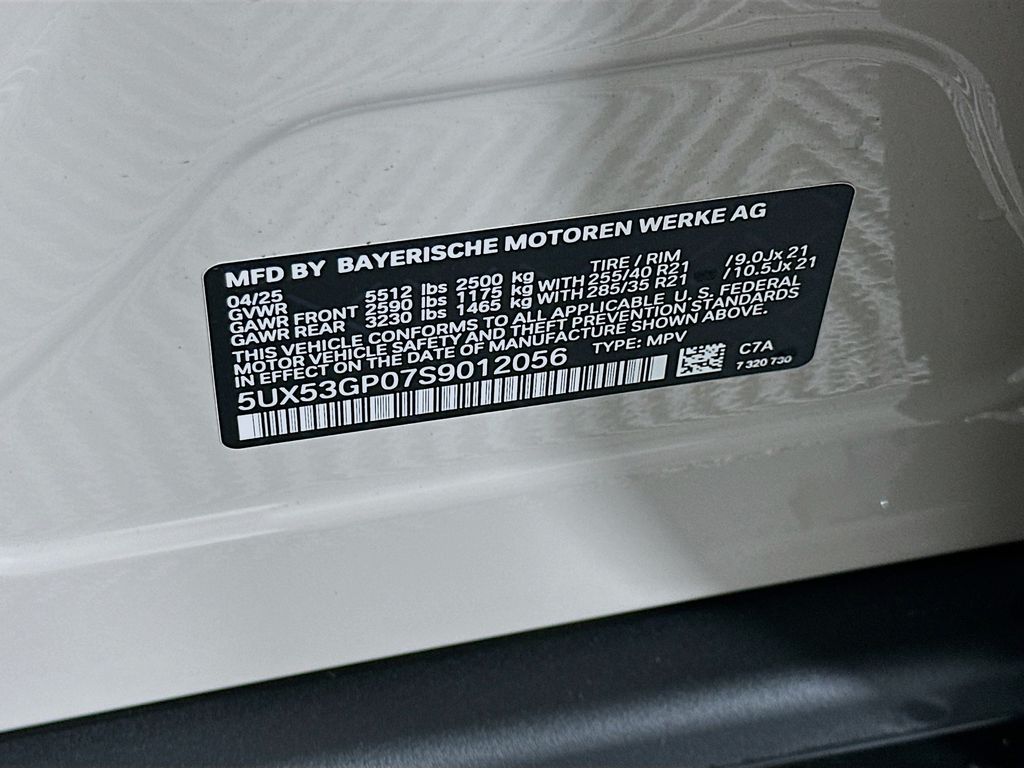 MFD BY BAYERISCHE MOTOREN WERKE AG
04/25 TIRE / RIM
GVWR 5512 lbs 2500 kg
GAWR FRONT 2590 lbs 1175 kg WITH 255/40 R21 /9.0Jx 21
GAWR REAR 3230 lbs 1465 kg WITH 285/35 R21 /10.5Jx 21
THIS VEHICLE CONFORMS TO ALL APPLICABLE U. S. FEDERAL
MOTOR VEHICLE SAFETY AND THEFT PREVENTION STANDARDS
IN EFFECT ON THE DATE OF MANUFACTURE SHOWN ABOVE.
5UX53GP07S9012056 TYPE: MPV C7A
7 320 730